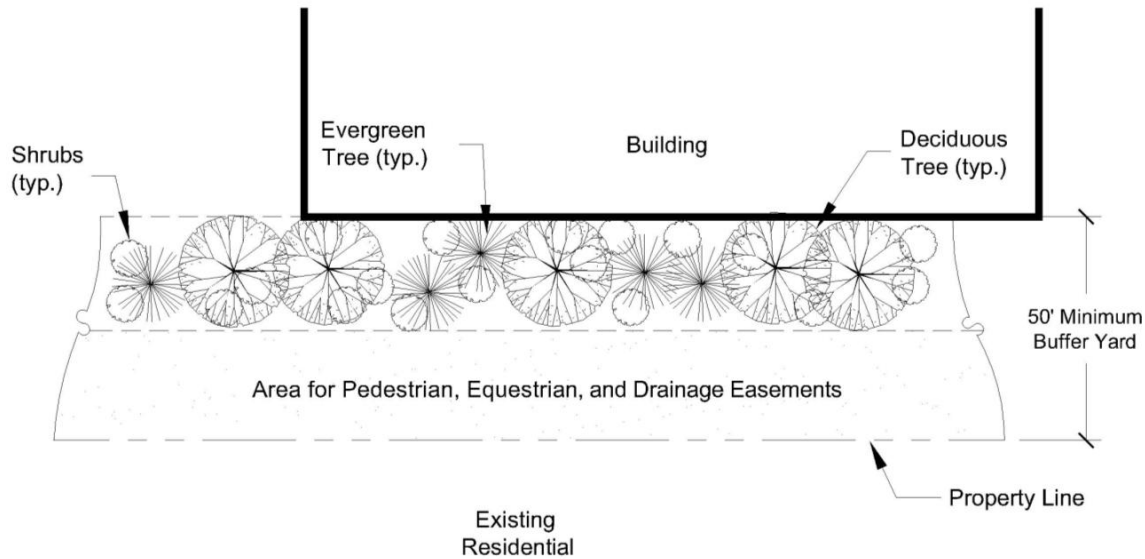 Shrubs
(typ.)
Evergreen
Tree (typ.)
Building
Deciduous
Tree (typ.)
50' Minimum
Buffer Yard
Area for Pedestrian, Equestrian, and Drainage Easements
Property Line
Existing
Residential